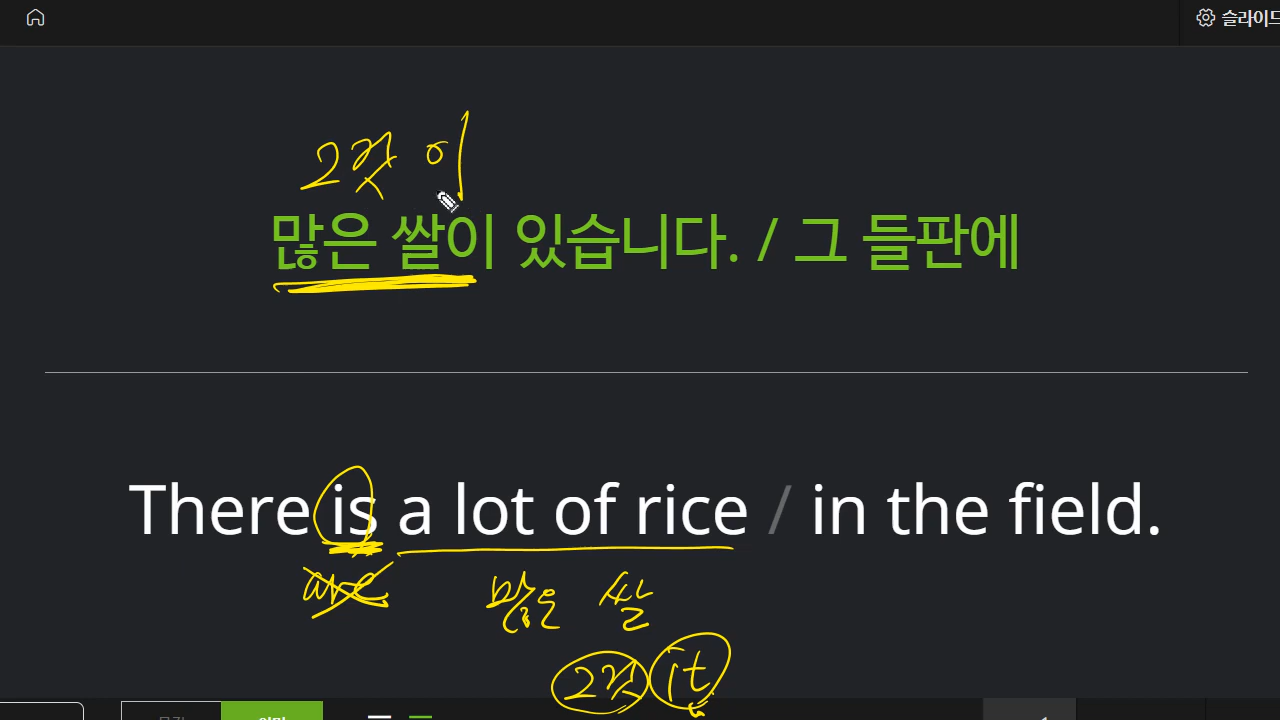 슬라이드
그것 이
많은 쌀이 있습니다. / 그 들판에
There is a lot of rice / in the field.
are 많은 쌀
그것 it